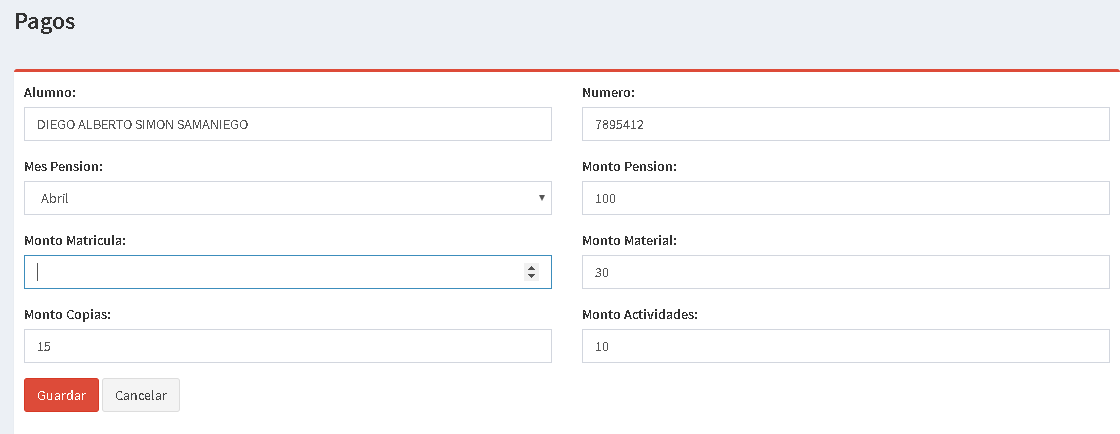 Pagos
Alumno:
DIEGO ALBERTO SIMON SAMANIEGO
Numero:
7895412
Mes Pension:
Abril
Monto Pension:
100
Monto Matricula:
Monto Material:
30
Monto Copias:
15
Monto Actividades:
10
Guardar
Cancelar